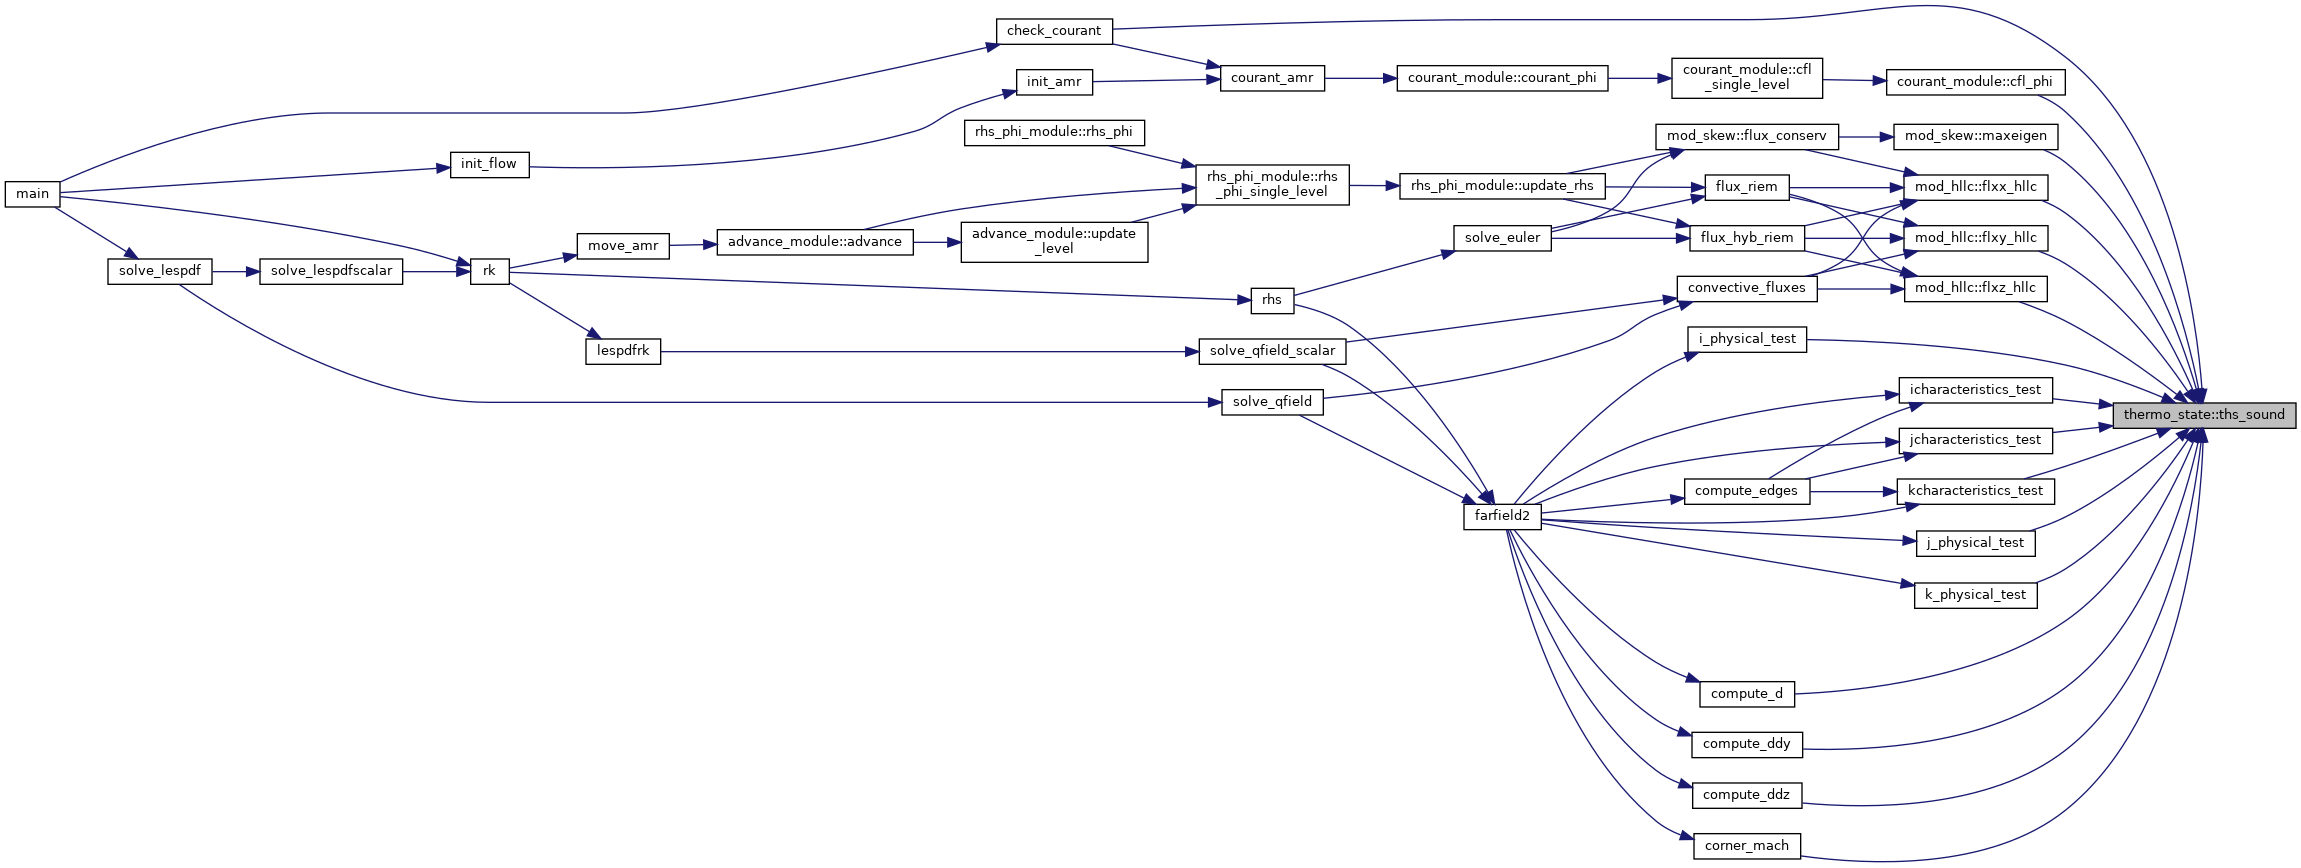 check_courant
init_amr
courant_amr
courant_module::courant_phi
courant_module::cfl
_single_level
courant_module::cfl_phi
rhs_phi_module::rhs_phi
mod_skew::flux_conserv
mod_skew::maxeigen
init_flow
main
rhs_phi_module::rhs
_phi_single_level
rhs_phi_module::update_rhs
flux_riem
mod_hllc::flxx_hllc
move_amr
advance_module::advance
advance_module::update
_level
solve_euler
flux_hyb_riem
mod_hllc::flxy_hllc
solve_lespdf
solve_lespdfscalar
rk
rhs
convective_fluxes
mod_hllc::flxz_hllc
lespdfrk
solve_qfield_scalar
i_physical_test
solve_qfield
icharacteristics_test
thermo_state::ths_sound
jcharacteristics_test
compute_edges
kcharacteristics_test
farfield2
j_physical_test
k_physical_test
compute_d
compute_ddy
compute_ddz
corner_mach